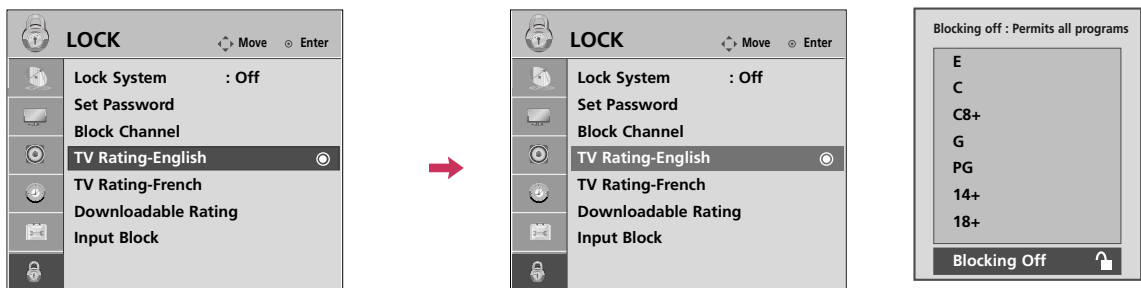 LOCK Move Enter
Lock System : Off
Set Password
Block Channel
TV Rating-English
TV Rating-French
Downloadable Rating
Input Block
LOCK Move Enter
Lock System : Off
Set Password
Block Channel
TV Rating-English
TV Rating-French
Downloadable Rating
Input Block
Blocking off : Permits all programs
E
C
C8+
G
PG
14+
18+
Blocking Off